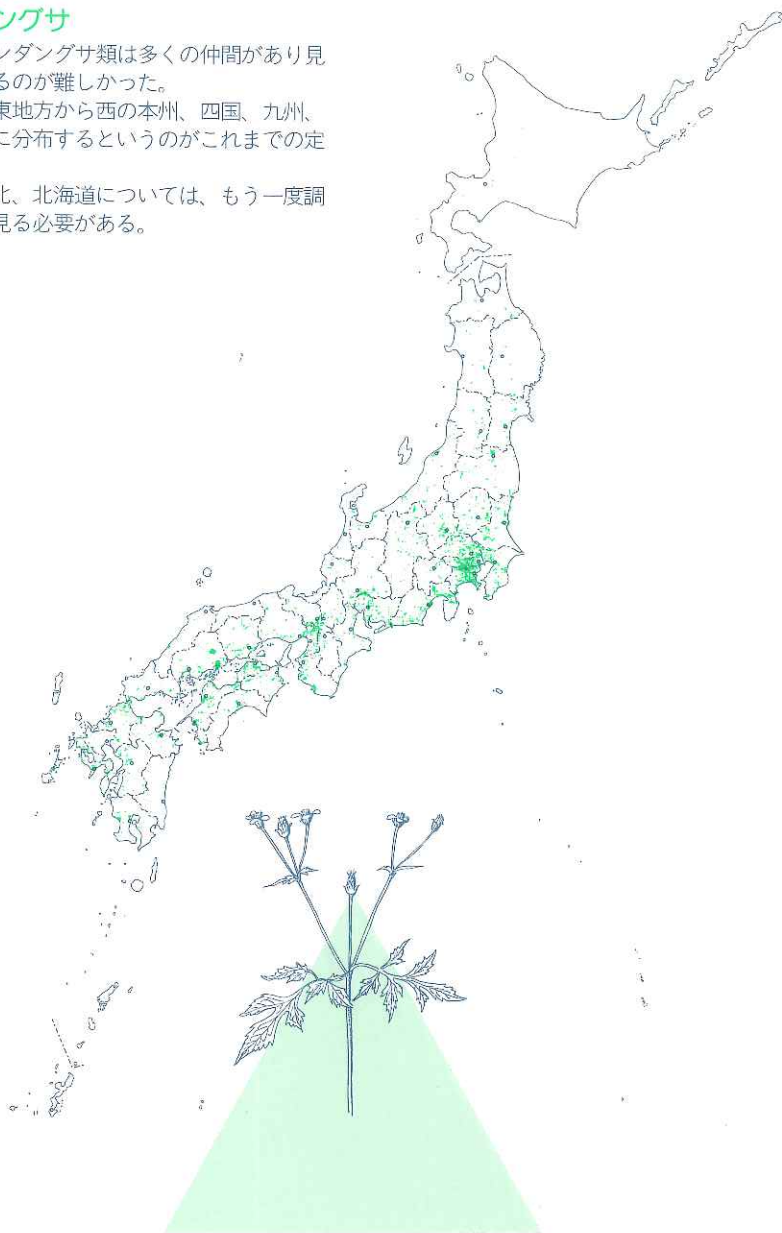 ングサ
ンダングサ類は多くの仲間があり見
るのが難しかった。
東地方から西の本州、四国、九州、
に分布するというのがこれまでの定
北、北海道については、もう一度調
見る必要がある。